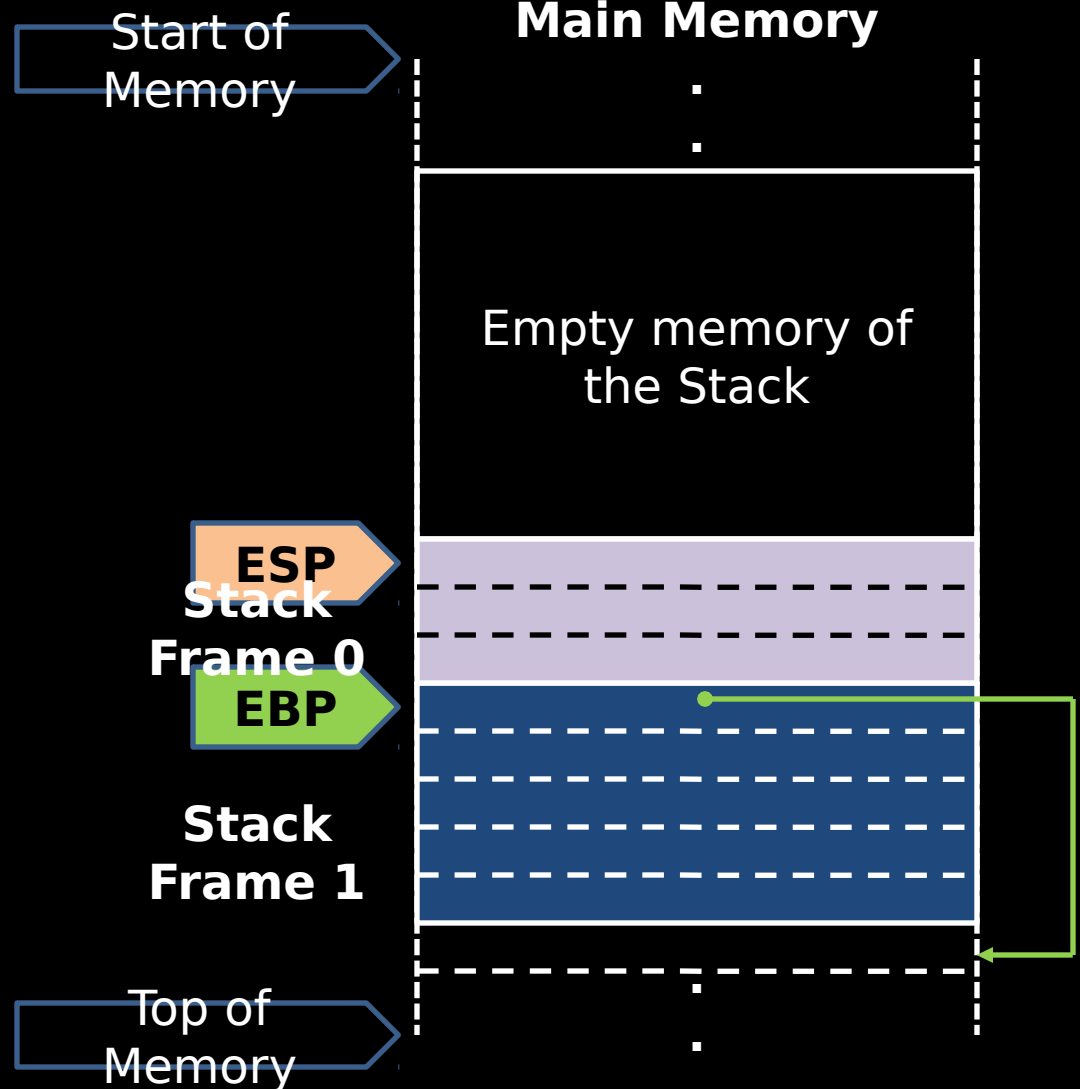 Main Memory
Start of
Memory
.
.
Empty memory of
the Stack
ESP
Stack
Frame 0
EBP
Stack
Frame 1
.
.
Top of
Memory